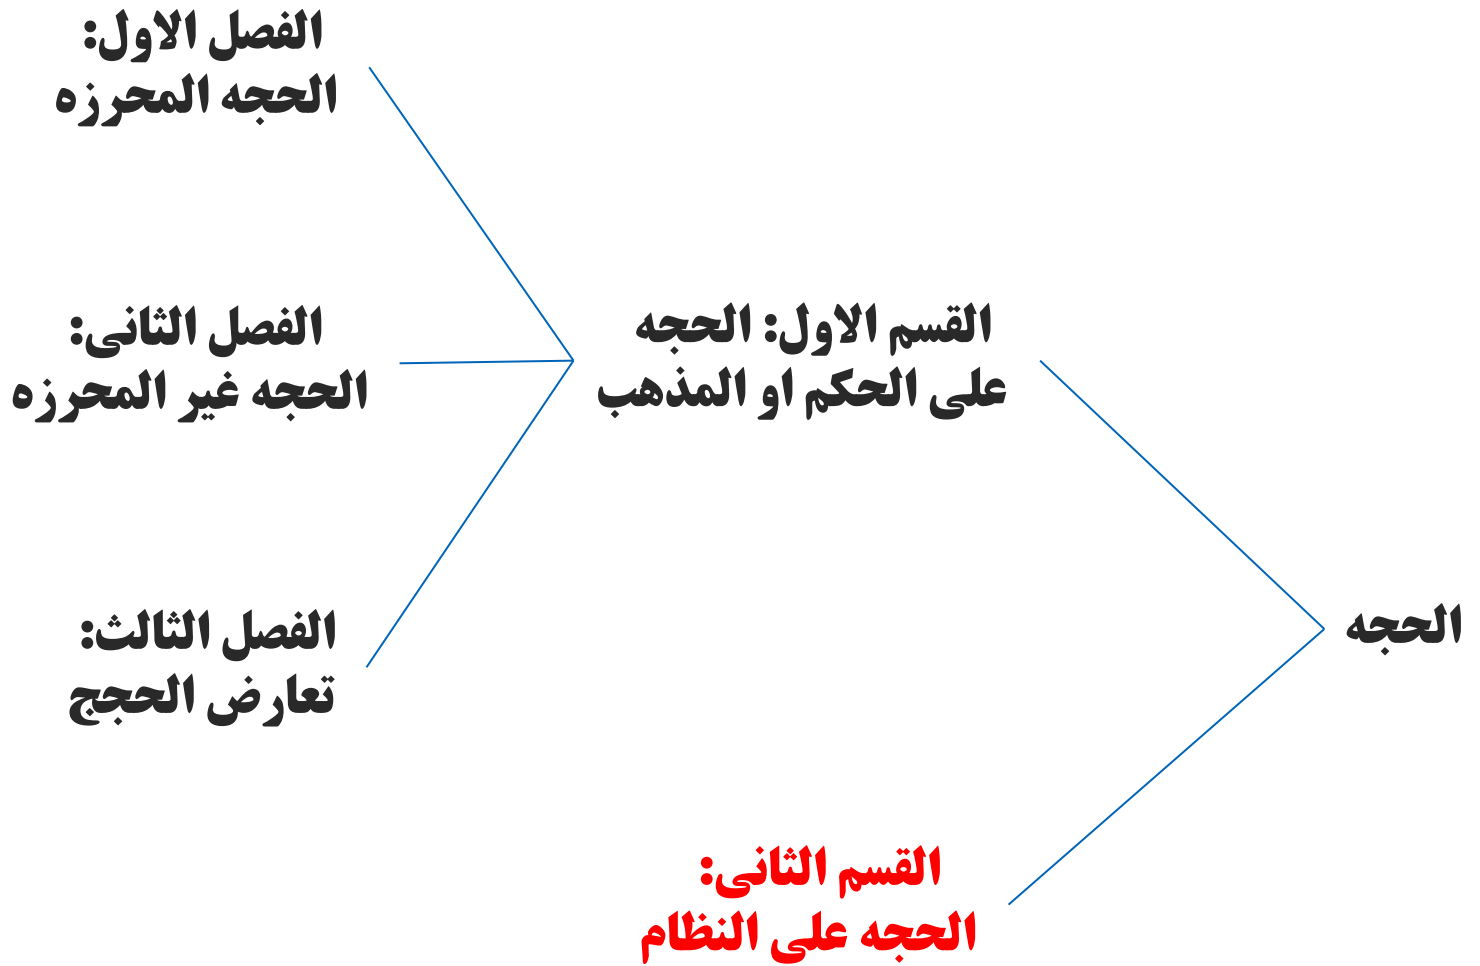 الحجه
القسم الاول: الحجه
على الحكم او المذهب
الفصل الاول:
الحجه المحرزه
الفصل الثانى:
الحجه غير المحرزه
الفصل الثالث:
تعارض الحجج
القسم الثانى:
الحجه على النظام